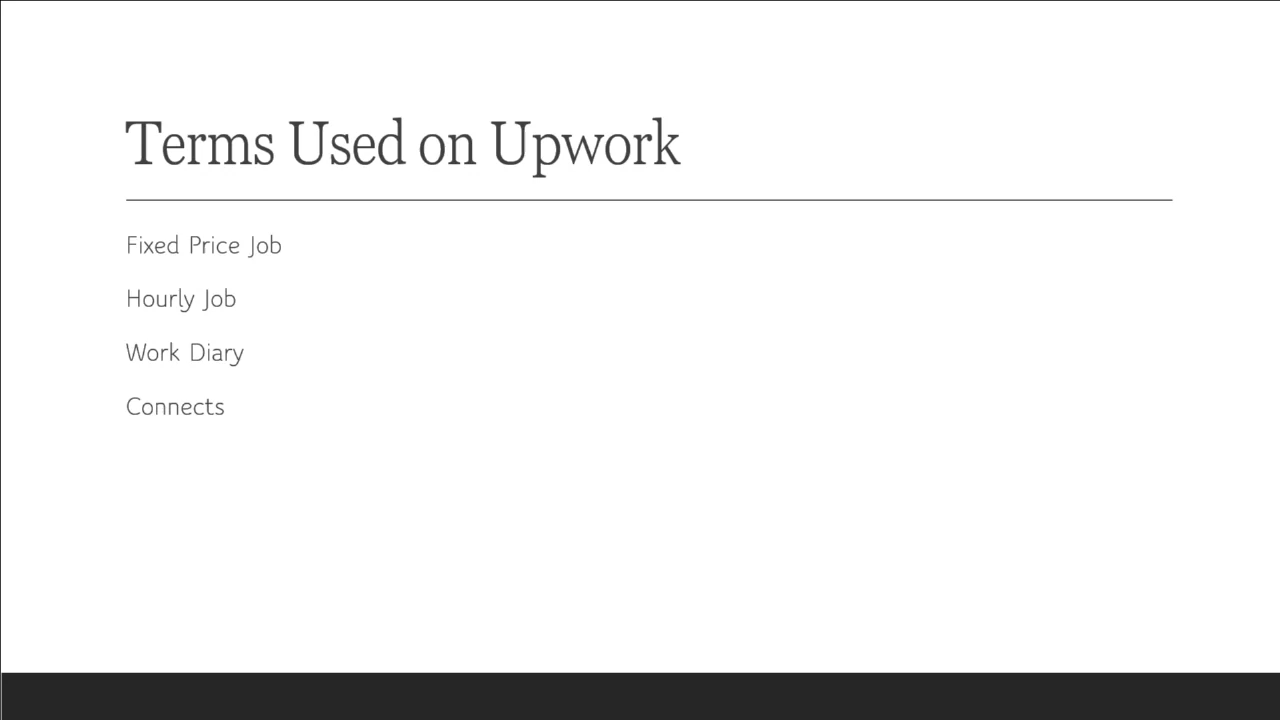 Terms Used on Upwork
Fixed Price Job
Hourly Job
Work Diary
Connects